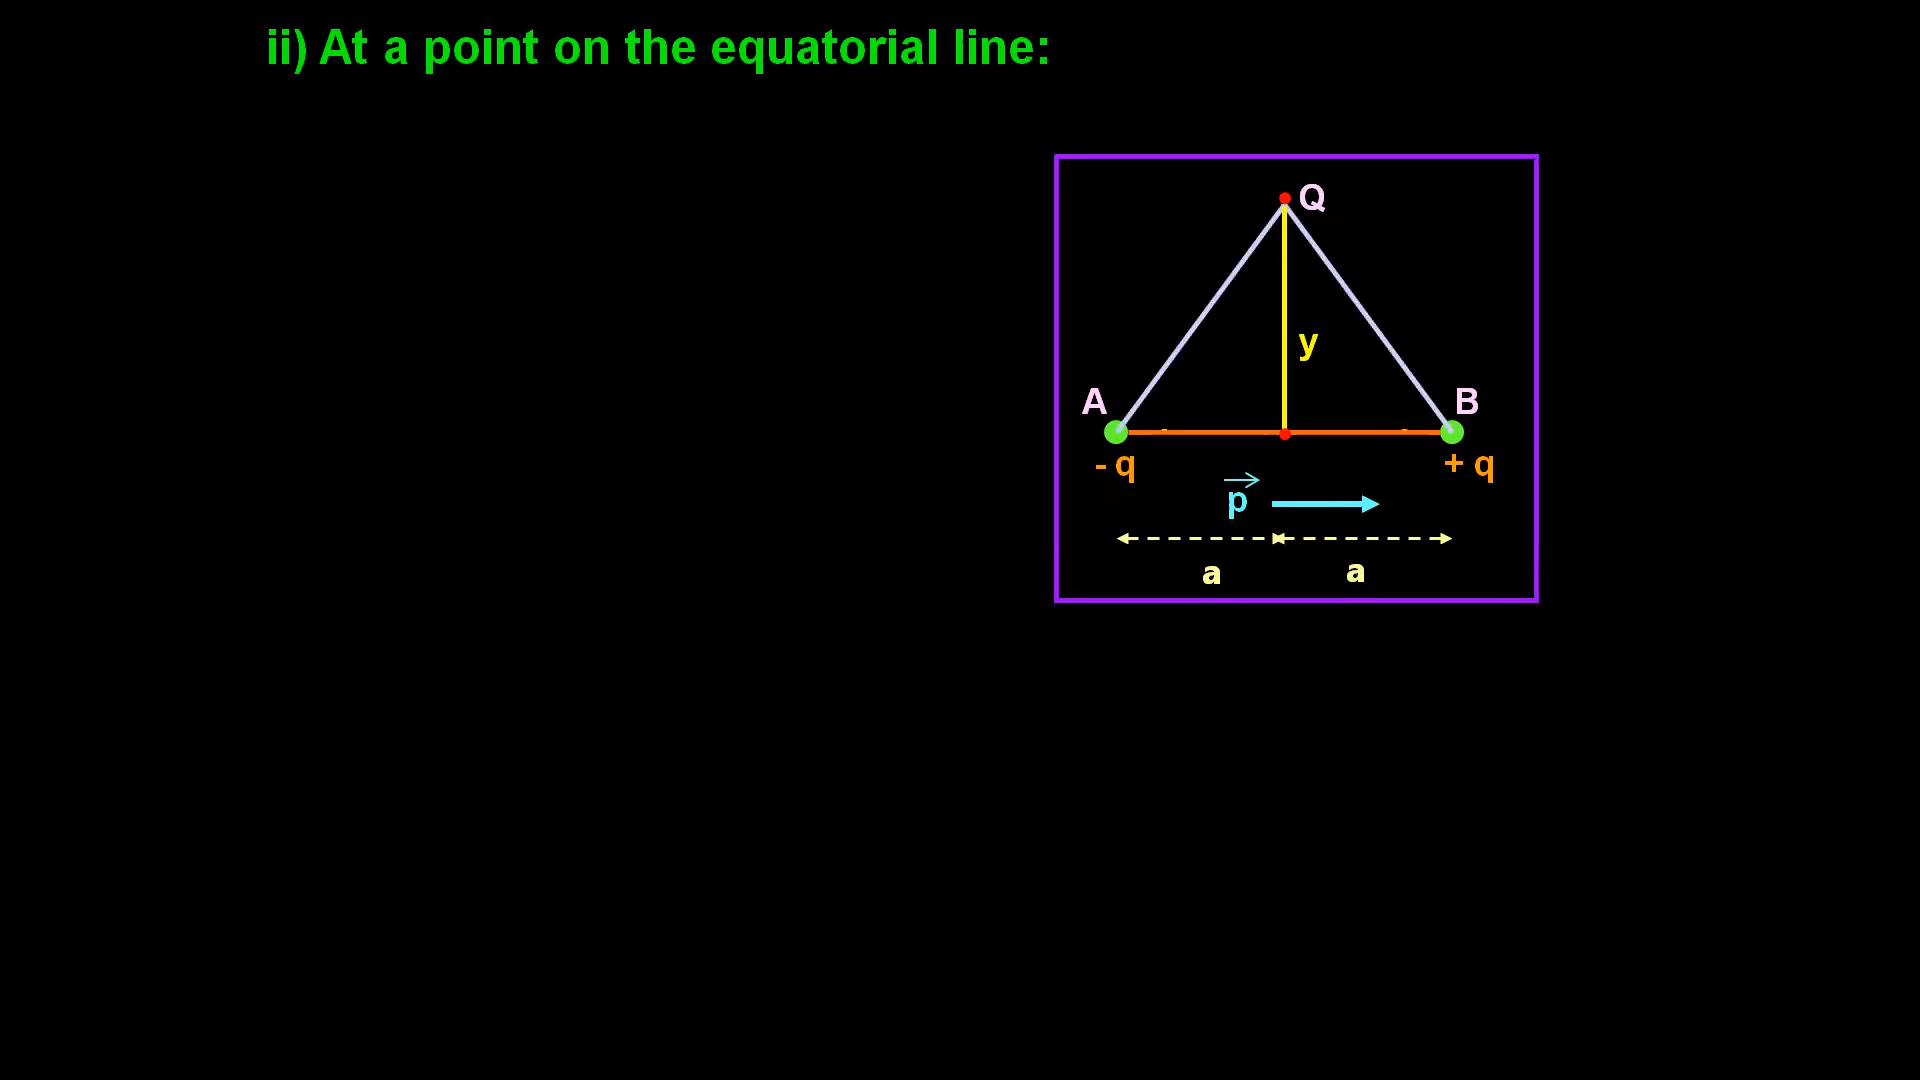 ii) At a point on the equatorial line:
Q
y
A B
- q + q
p
a a